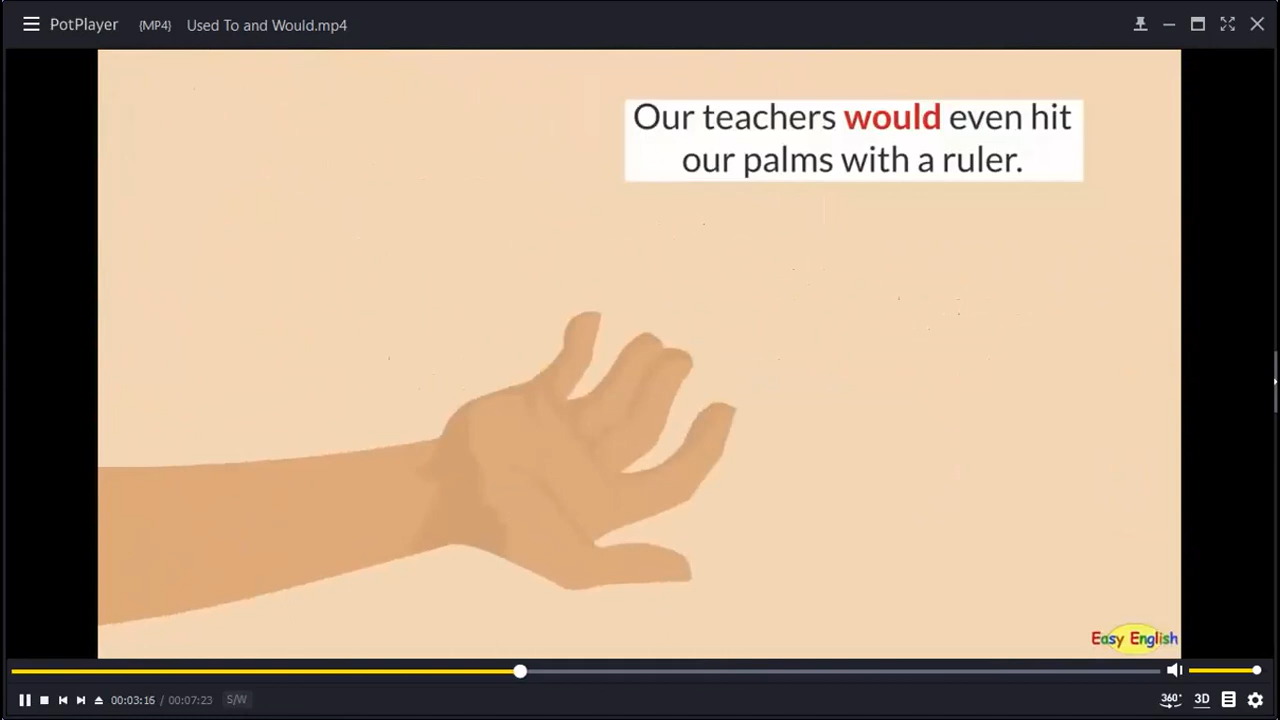 PotPlayer (MP4) Used To and Would.mp4
Our teachers would even hit
our palms with a ruler.
Easy English
00:03:16 / 00:07:23 S/W
360° 3D